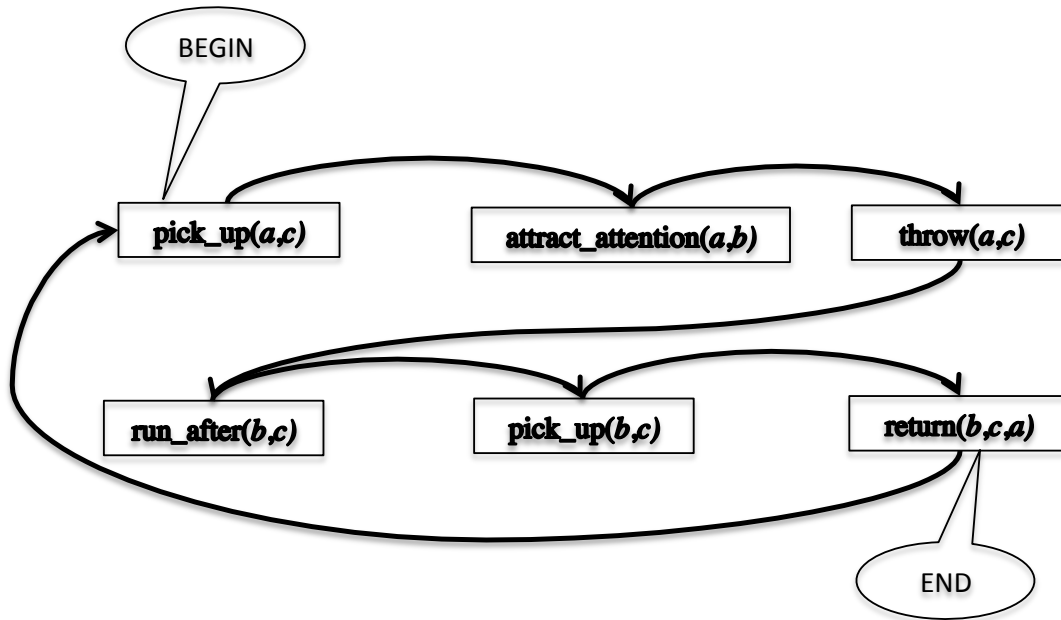 BEGIN
pick_up(a,c)
attract_attention(a,b)
throw(a,c)
run_after(b,c)
pick_up(b,c)
return(b,c,a)
END